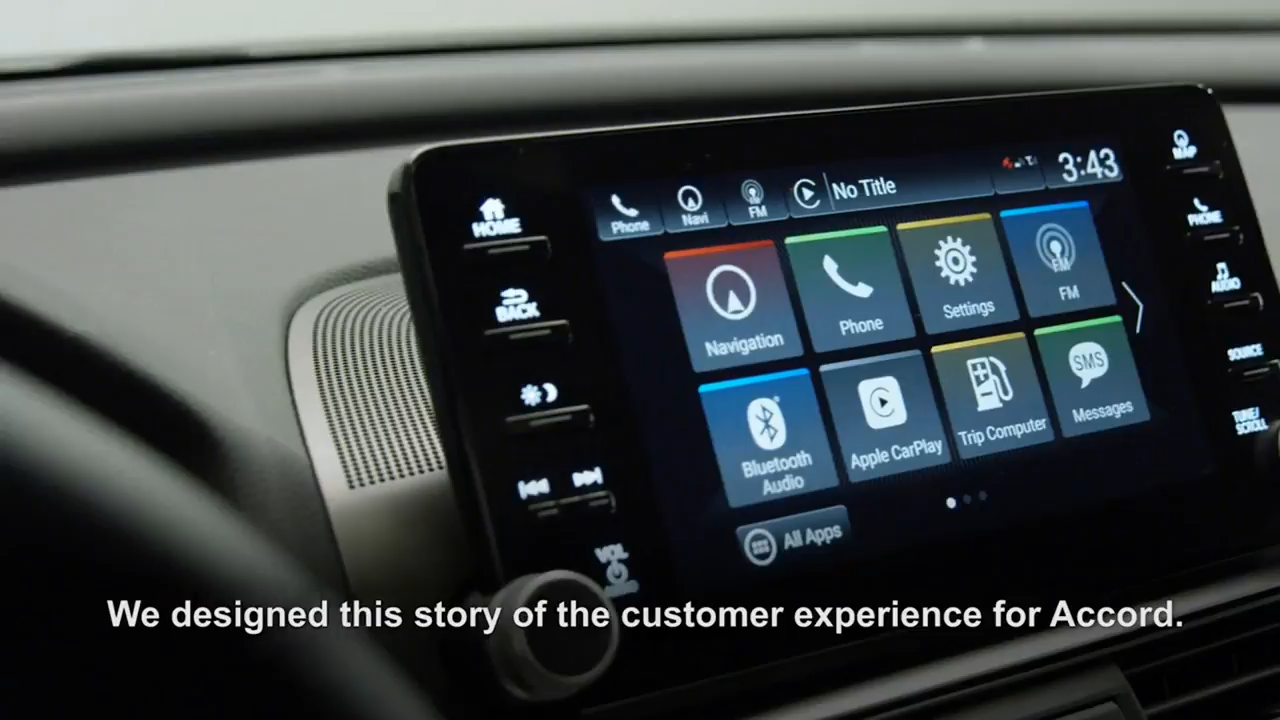 HOME
BACK
VOL
Phone
Navi
FM
No Title
3:43
Navigation
Phone
Settings
FM
FM
Bluetooth
Audio
Apple CarPlay
Trip Computer
SMS
Messages
All Apps
MAP
PHONE
AUDIO
SOURCE
TUNE/
SCROLL
We designed this story of the customer experience for Accord.